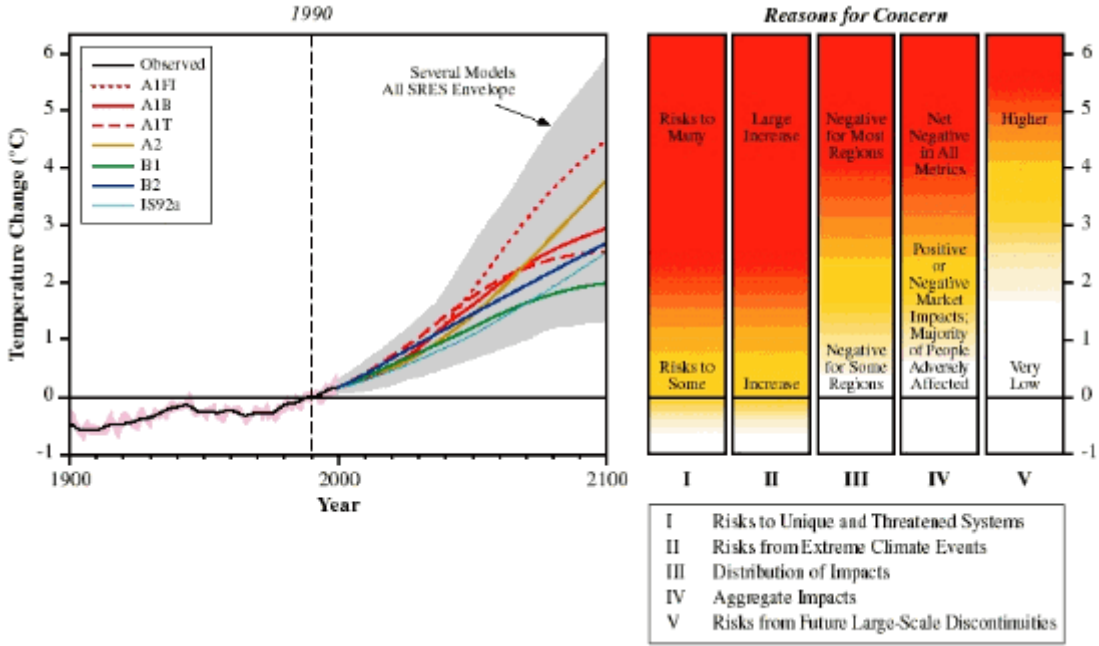 1990
6
5
4
3
2
1
0
-1
Temperature Change (°C)
Observed
A1FI
A1B
A1T
A2
B1
B2
IS92a
Several Models
All SRES Envelope
1900
2000
2100
Year
Reasons for Concern
Risks to
Many
Risks to
Some
Large
Increase
Increase
Negative
for Most
Regions
Negative
for Some
Regions
Net
Negative
in All
Metrics
Positive
or
Negative
Market
Impacts;
Majority
of People
Adversely
Affected
Higher
Very
Low
6
5
4
3
2
1
0
-1
I
II
III
IV
V
I Risks to Unique and Threatened Systems
II Risks from Extreme Climate Events
III Distribution of Impacts
IV Aggregate Impacts
V Risks from Future Large-Scale Discontinuities